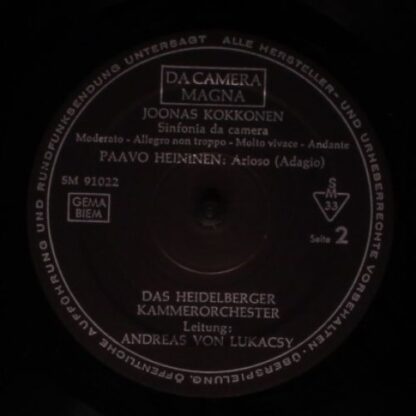 DA CAMERA
MAGNA
JOONAS KOKKONEN
Sinfonia da camera
Moderato - Allegro non troppo - Molto vivace - Andante
PAAVO HEININEN: Arioso (Adagio)
SM 91022
GEMA
BIEM
S
M
33
Seite 2
DAS HEIDELBERGER
KAMMERORCHESTER
Leitung:
ANDREAS VON LUKACSY
ALLE HERSTELLER- UND URHEBERRECHTE VORBEHALTEN · ÜBERSPIELUNG, ÖFFENTLICHE AUFFÜHRUNG UND RUNDFUNKSENDUNG UNTERSAGT